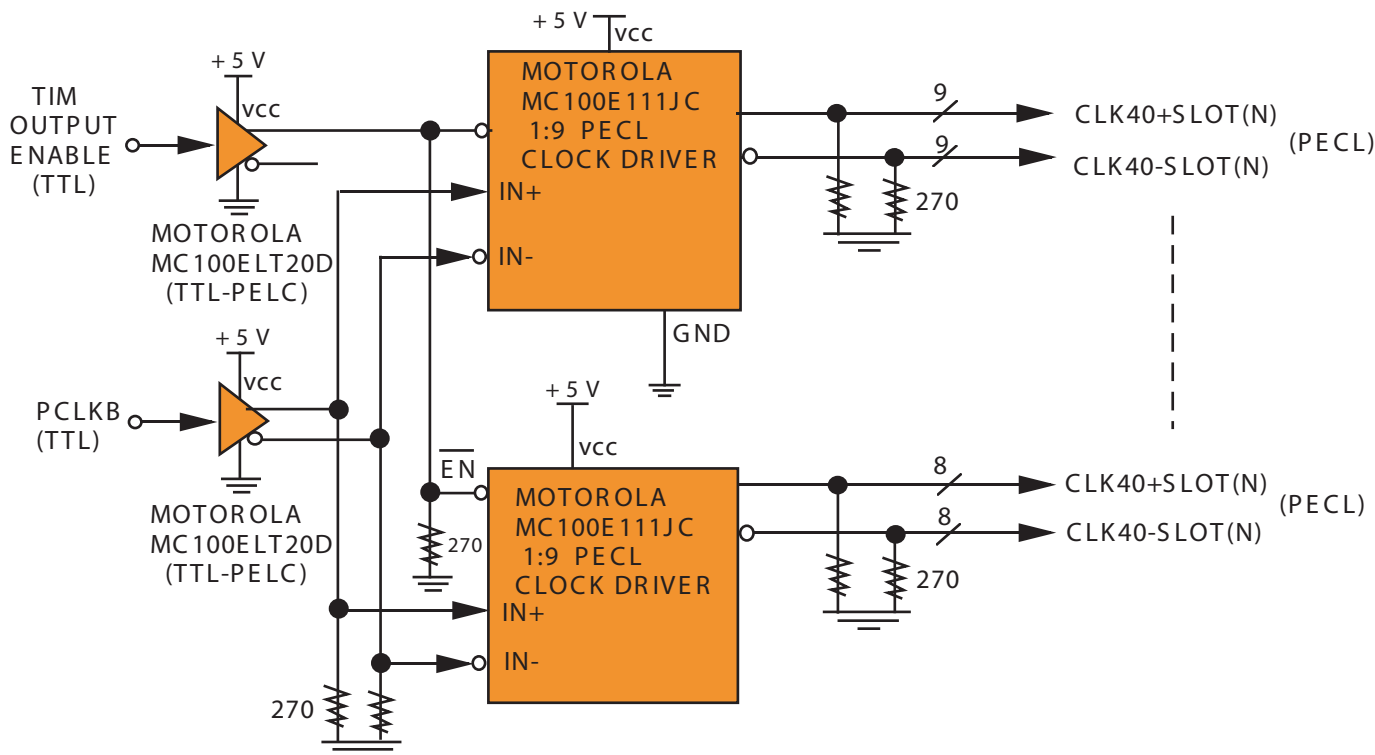 + 5 V
vcc
TIM
OUTPUT
ENABLE
(TTL)
MOTOROLA
MC100ELT20D
(TTL-PELC)
+ 5 V
vcc
MOTOROLA
MC100E111JC
1:9 PECL
CLOCK DRIVER
IN+
IN-
GND
9
CLK40+SLOT(N)
9
CLK40-SLOT(N)
(PECL)
270
+ 5 V
vcc
PCLKB
(TTL)
MOTOROLA
MC100ELT20D
(TTL-PELC)
EN
270
+ 5 V
vcc
MOTOROLA
MC100E111JC
1:9 PECL
CLOCK DRIVER
IN+
IN-
270
8
CLK40+SLOT(N)
8
CLK40-SLOT(N)
(PECL)
270